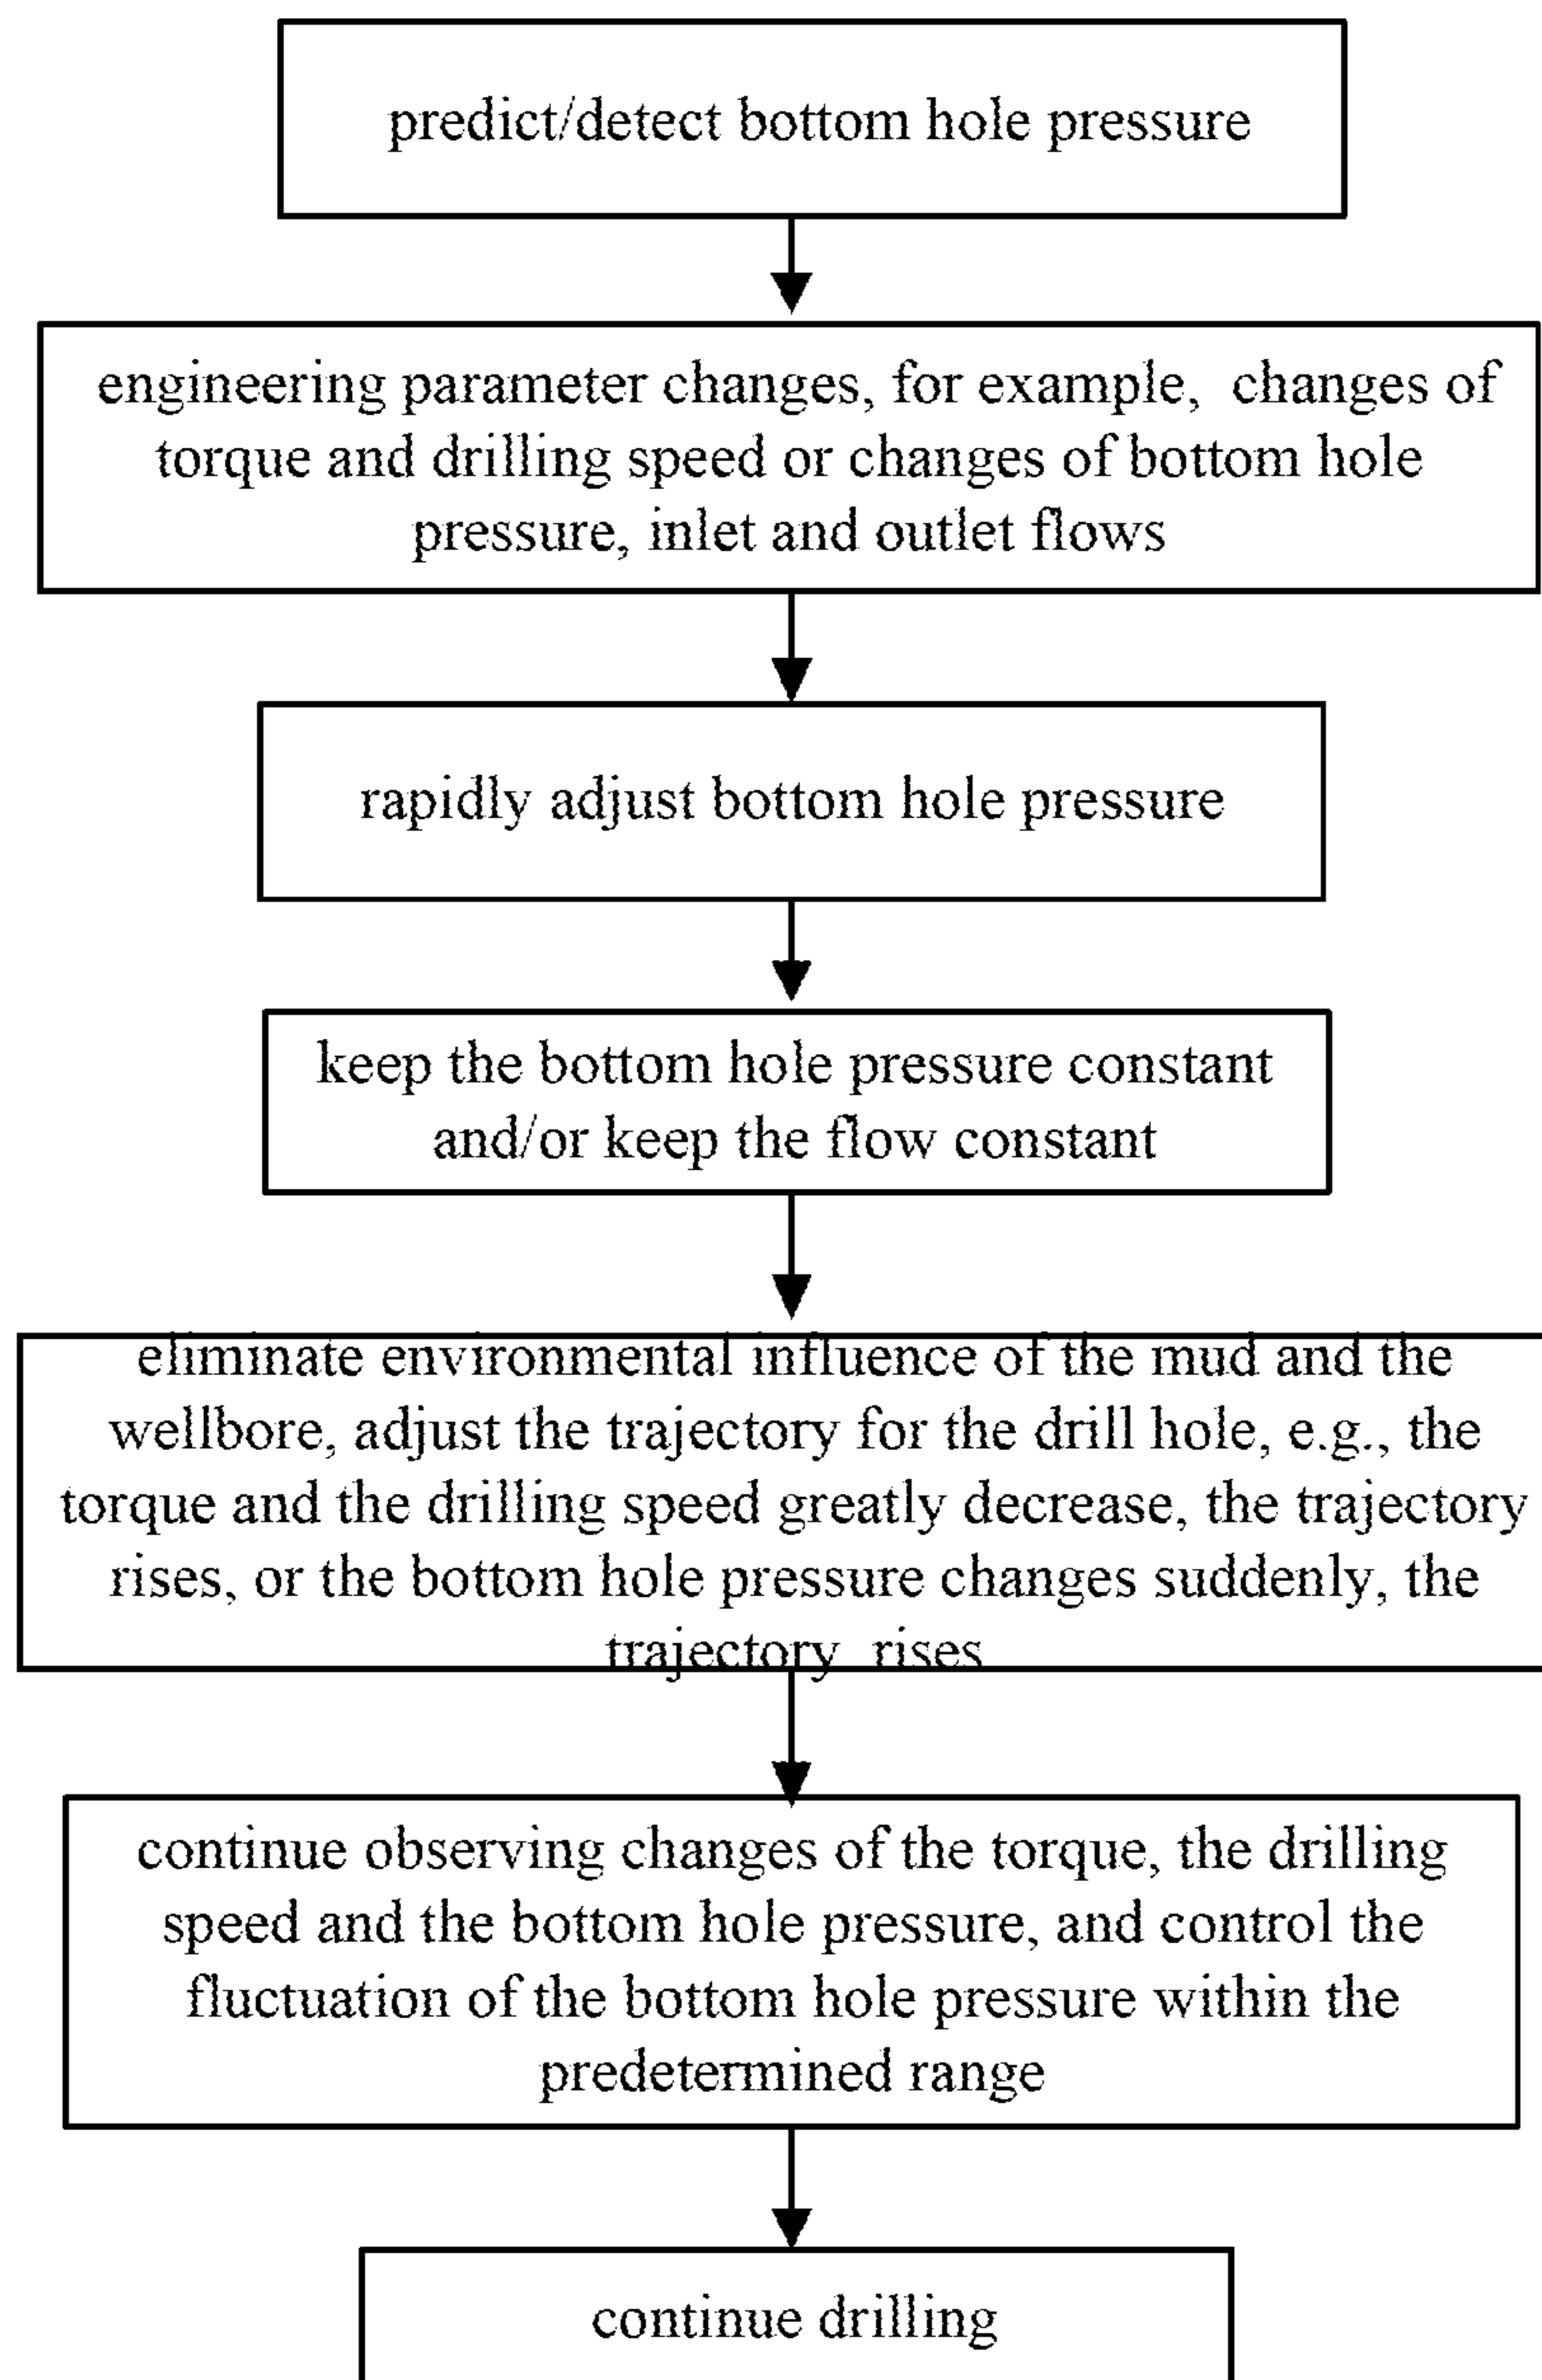 predict/detect bottom hole pressure
engineering parameter changes, for example, changes of
torque and drilling speed or changes of bottom hole
pressure, inlet and outlet flows
rapidly adjust bottom hole pressure
keep the bottom hole pressure constant
and/or keep the flow constant
eliminate environmental influence of the mud and the
wellbore, adjust the trajectory for the drill hole, e.g., the
torque and the drilling speed greatly decrease, the trajectory
rises, or the bottom hole pressure changes suddenly, the
trajectory rises
continue observing changes of the torque, the drilling
speed and the bottom hole pressure, and control the
fluctuation of the bottom hole pressure within the
predetermined range
continue drilling